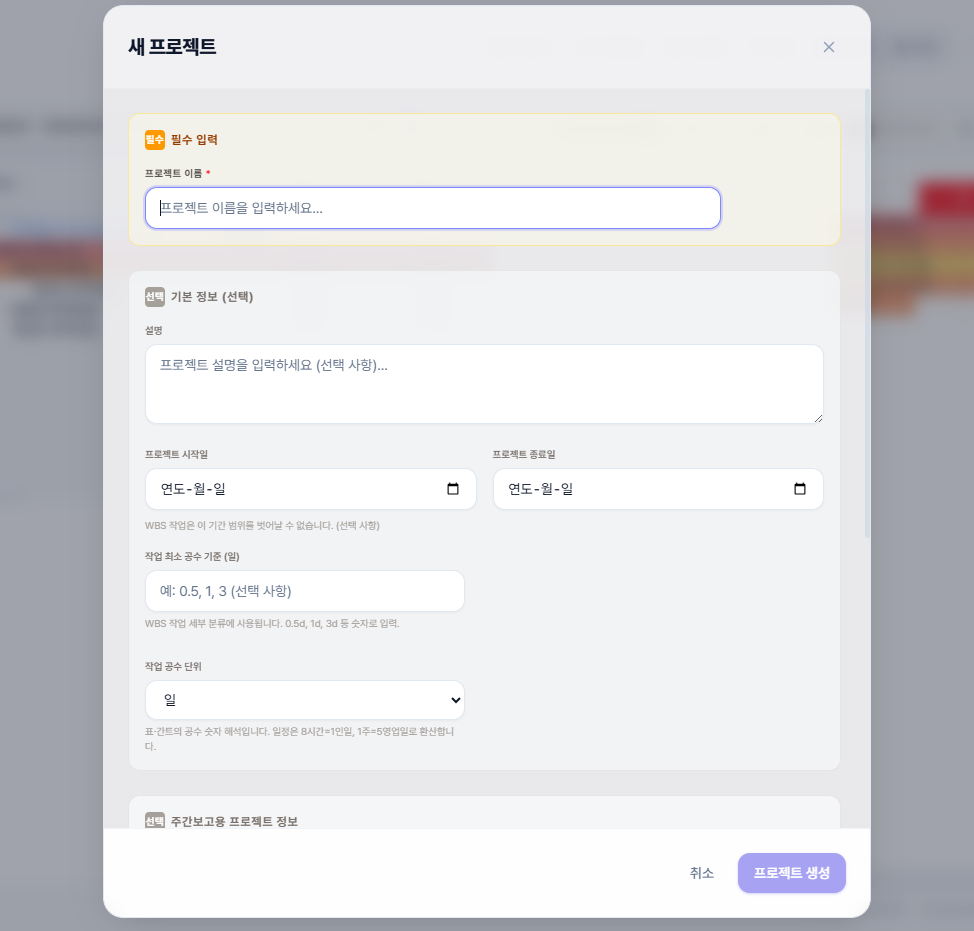 새 프로젝트
필수 필수 입력
프로젝트 이름 *
프로젝트 이름을 입력하세요...
선택 기본 정보 (선택)
설명
프로젝트 설명을 입력하세요 (선택 사항)...
프로젝트 시작일 프로젝트 종료일
연도-월-일 연도-월-일
WBS 작업은 이 기간 범위를 벗어날 수 없습니다. (선택 사항)
작업 최소 공수 기준 (일)
예: 0.5, 1, 3 (선택 사항)
WBS 작업 세부 분류에 사용됩니다. 0.5d, 1d, 3d 등 숫자로 입력.
작업 공수 단위
일
표·간트의 공수 숫자 해석입니다. 일정은 8시간=1인일, 1주=5영업일로 환산합니
다.
선택 주간보고용 프로젝트 정보
취소 프로젝트 생성